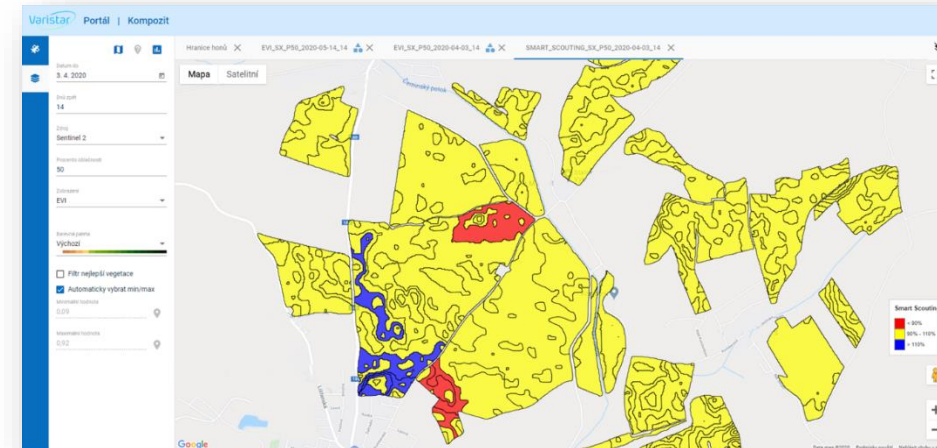 Varistar Portál | Kompozit
Hranice honů
EVI_SX_P50_2020-05-14_14
EVI_SX_P50_2020-04-03_14
SMART_SCOUTING_SX_P50_2020-04-03_14
Datum do
3. 4. 2020
Dnů zpět
14
Zdroj
Sentinel 2
Procento oblačnosti
50
Zobrazení
EVI
Barevná paleta
Výchozí
Filtr nejlepší vegetace
Automaticky vybrat min/max
Minimální hodnota
0,09
Maximální hodnota
0,92
Mapa Satelitní
Smart Scoutin
< 90%
90% - 110%
> 110%
Google